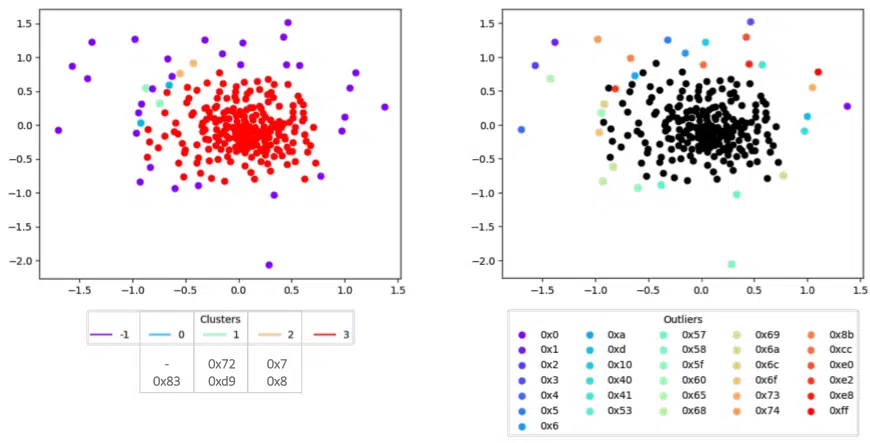 1.5
1.0
0.5
0.0
−0.5
−1.0
−1.5
−2.0
−1.5 −1.0 −0.5 0.0 0.5 1.0 1.5
Clusters
-1 0 1 2 3
- 0x72 0x7
0x83 0xd9 0x8
1.5
1.0
0.5
0.0
−0.5
−1.0
−1.5
−2.0
−1.5 −1.0 −0.5 0.0 0.5 1.0 1.5
Outliers
0x0 0xa 0x57 0x69 0x8b
0x1 0xd 0x58 0x6a 0xcc
0x2 0x10 0x5f 0x6c 0xe0
0x3 0x40 0x60 0x6f 0xe2
0x4 0x41 0x65 0x73 0xe8
0x5 0x53 0x68 0x74 0xff
0x6